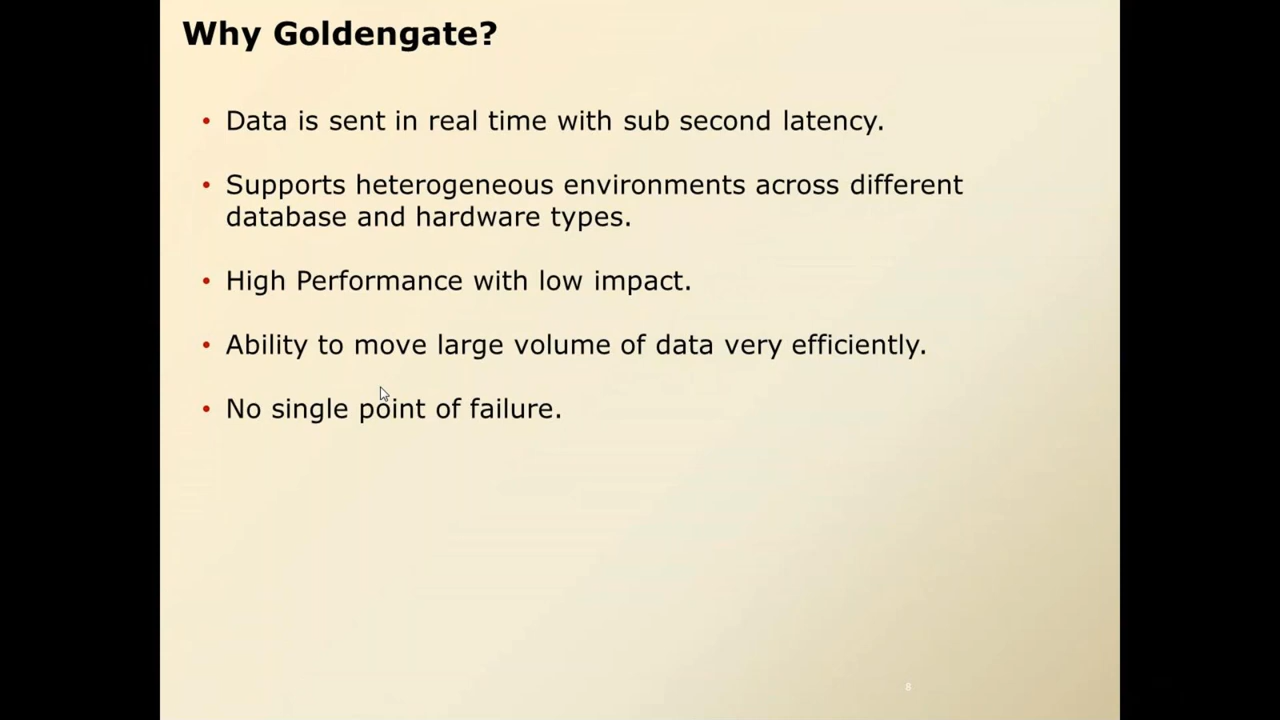 Why Goldengate?
• Data is sent in real time with sub second latency.
• Supports heterogeneous environments across different
database and hardware types.
• High Performance with low impact.
• Ability to move large volume of data very efficiently.
• No single point of failure.
8